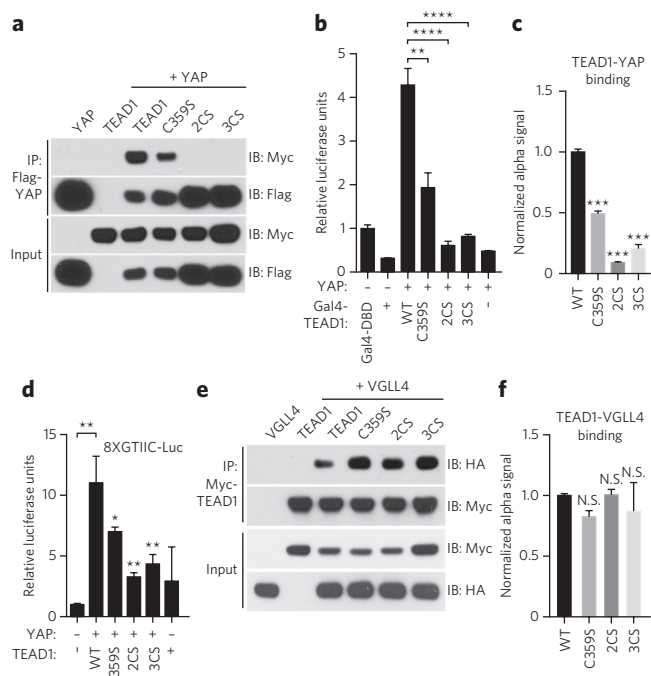 a
+ YAP
YAP
TEAD1
TEAD1
C359S
2CS
3CS
IP:
Flag-
YAP
IB: Myc
IB: Flag
Input
IB: Myc
IB: Flag
b
****
****
**
Relative luciferase units
5
4
3
2
1
0
YAP: – – + + + + +
Gal4-
TEAD1:
Gal4-DBD
+
WT
C359S
2CS
3CS
–
c
TEAD1-YAP
binding
Normalized alpha signal
1.5
1.0
0.5
0
***
***
***
WT
C359S
2CS
3CS
d
8XGTIIC-Luc
**
Relative luciferase units
15
10
5
0
*
**
**
YAP: – + + + + +
TEAD1:
–
WT
359S
2CS
3CS
+
e
+ VGLL4
VGLL4
TEAD1
TEAD1
C359S
2CS
3CS
IP:
Myc-
TEAD1
IB: HA
IB: Myc
Input
IB: Myc
IB: HA
f
TEAD1-VGLL4
binding
Normalized alpha signal
1.5
1.0
0.5
0
N.S.
N.S.
N.S.
WT
C359S
2CS
3CS